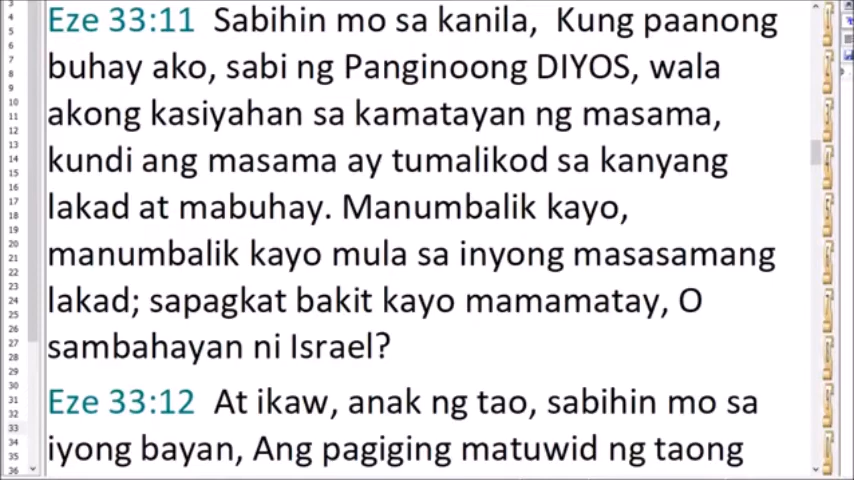 Eze 33:11 Sabihin mo sa kanila, Kung paanong
buhay ako, sabi ng Panginoong DIYOS, wala
akong kasiyahan sa kamatayan ng masama,
kundi ang masama ay tumalikod sa kanyang
lakad at mabuhay. Manumbalik kayo,
manumbalik kayo mula sa inyong masasamang
lakad; sapagkat bakit kayo mamamatay, O
sambahayan ni Israel?
Eze 33:12 At ikaw, anak ng tao, sabihin mo sa
iyong bayan, Ang pagiging matuwid ng taong